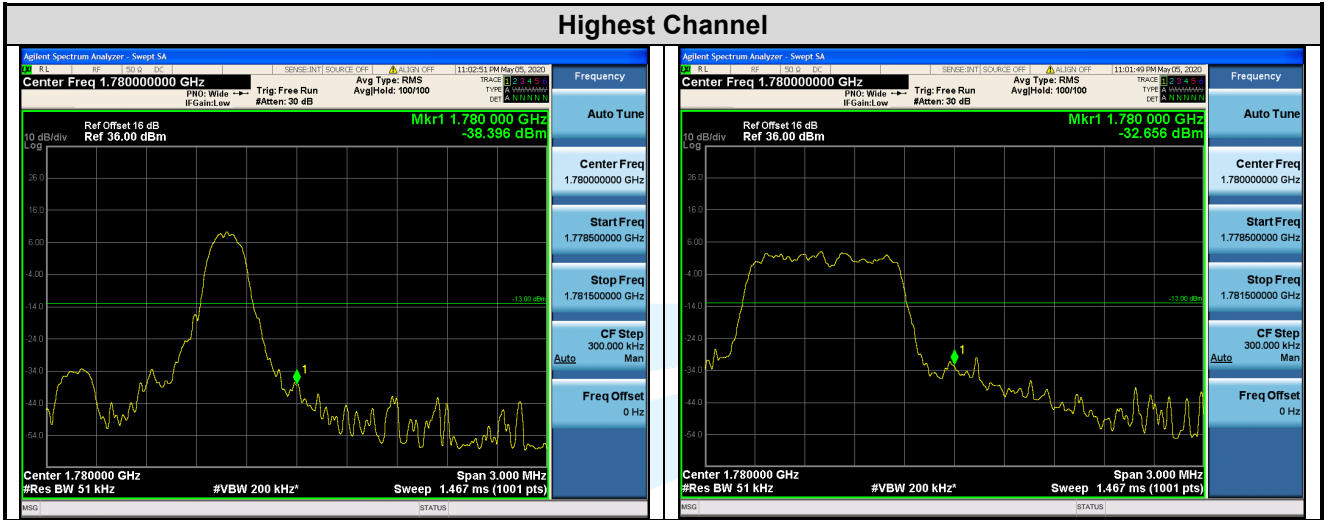 Highest Channel
Agilent Spectrum Analyzer - Swept SA
RL RF 50 Ω DC SENSE:INT SOURCE OFF ALIGN OFF 11:02:51 PM May 05, 2020
Center Freq 1.780000000 GHz
PNO: Wide
IFGain:Low
Trig: Free Run
#Atten: 30 dB
Avg Type: RMS
Avg|Hold: 100/100
TRACE 1 2 3 4 5 6
TYPE A
DET A N N N N N
Ref Offset 16 dB
10 dB/div Ref 36.00 dBm
Log
Mkr1 1.780 000 GHz
-38.396 dBm
26.0
16.0
6.00
-4.00
-14.0
-24.0
-34.0
-44.0
-54.0
-13.00 dBm
1
Center 1.780000 GHz Span 3.000 MHz
#Res BW 51 kHz #VBW 200 kHz* Sweep 1.467 ms (1001 pts)
MSG STATUS
Frequency
Auto Tune
Center Freq
1.780000000 GHz
Start Freq
1.778500000 GHz
Stop Freq
1.781500000 GHz
CF Step
300.000 kHz
Auto Man
Freq Offset
0 Hz
Agilent Spectrum Analyzer - Swept SA
RL RF 50 Ω DC SENSE:INT SOURCE OFF ALIGN OFF 11:01:49 PM May 05, 2020
Center Freq 1.780000000 GHz
PNO: Wide
IFGain:Low
Trig: Free Run
#Atten: 30 dB
Avg Type: RMS
Avg|Hold: 100/100
TRACE 1 2 3 4 5 6
TYPE A
DET A N N N N N
Ref Offset 16 dB
10 dB/div Ref 36.00 dBm
Log
Mkr1 1.780 000 GHz
-32.656 dBm
26.0
16.0
6.00
-4.00
-14.0
-24.0
-34.0
-44.0
-54.0
-13.00 dBm
1
Center 1.780000 GHz Span 3.000 MHz
#Res BW 51 kHz #VBW 200 kHz* Sweep 1.467 ms (1001 pts)
MSG STATUS
Frequency
Auto Tune
Center Freq
1.780000000 GHz
Start Freq
1.778500000 GHz
Stop Freq
1.781500000 GHz
CF Step
300.000 kHz
Auto Man
Freq Offset
0 Hz